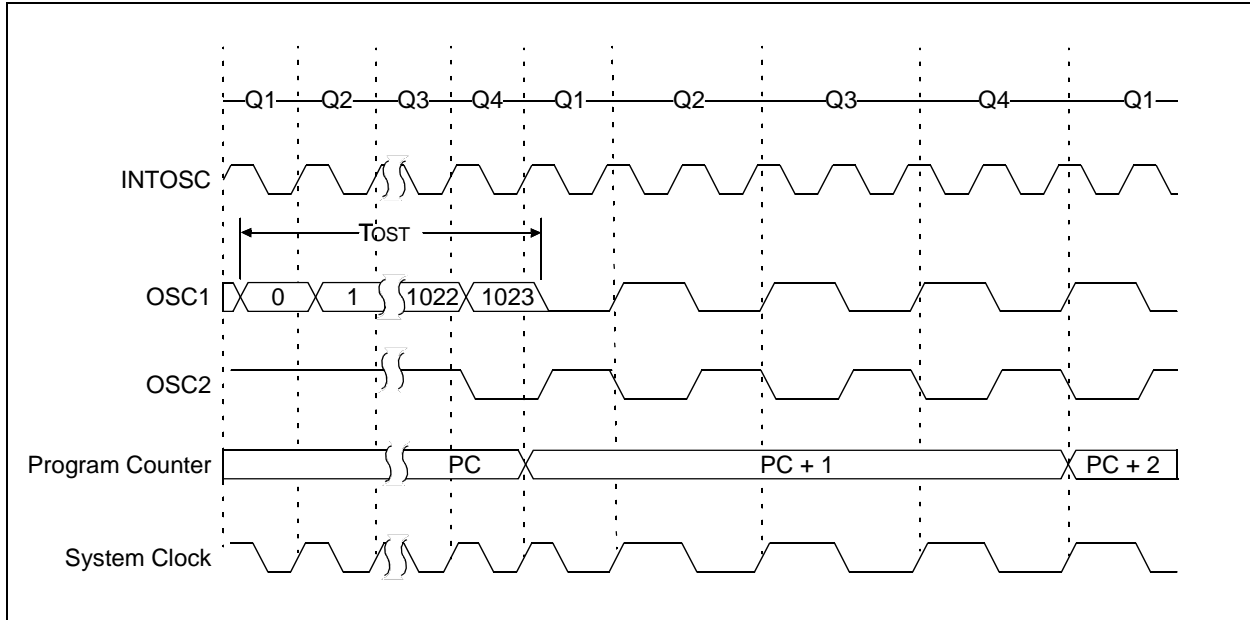 Q1 Q2 Q3 Q4 Q1 Q2 Q3 Q4 Q1
INTOSC
TOST
OSC1 0 1 1022 1023
OSC2
Program Counter PC PC + 1 PC + 2
System Clock